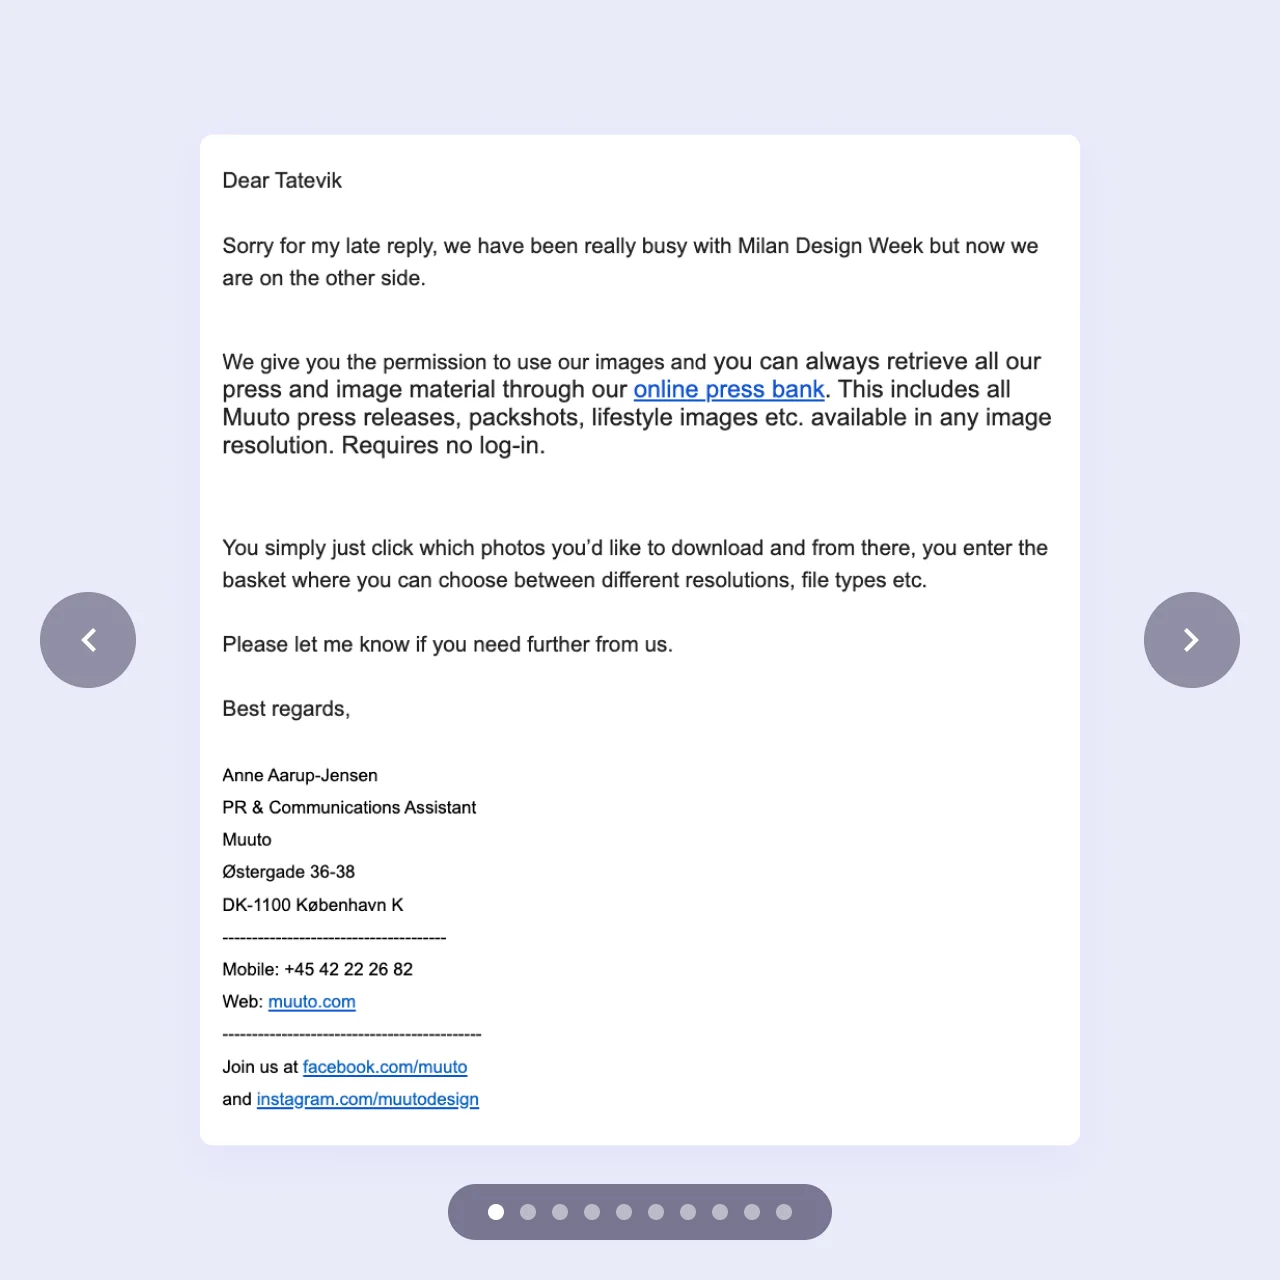 Dear Tatevik
Sorry for my late reply, we have been really busy with Milan Design Week but now we
are on the other side.
We give you the permission to use our images and you can always retrieve all our
press and image material through our online press bank. This includes all
Muuto press releases, packshots, lifestyle images etc. available in any image
resolution. Requires no log-in.
You simply just click which photos you’d like to download and from there, you enter the
basket where you can choose between different resolutions, file types etc.
Please let me know if you need further from us.
Best regards,
Anne Aarup-Jensen
PR & Communications Assistant
Muuto
Østergade 36-38
DK-1100 København K
--------------------------------------
Mobile: +45 42 22 26 82
Web: muuto.com
--------------------------------------------
Join us at facebook.com/muuto
and instagram.com/muutodesign